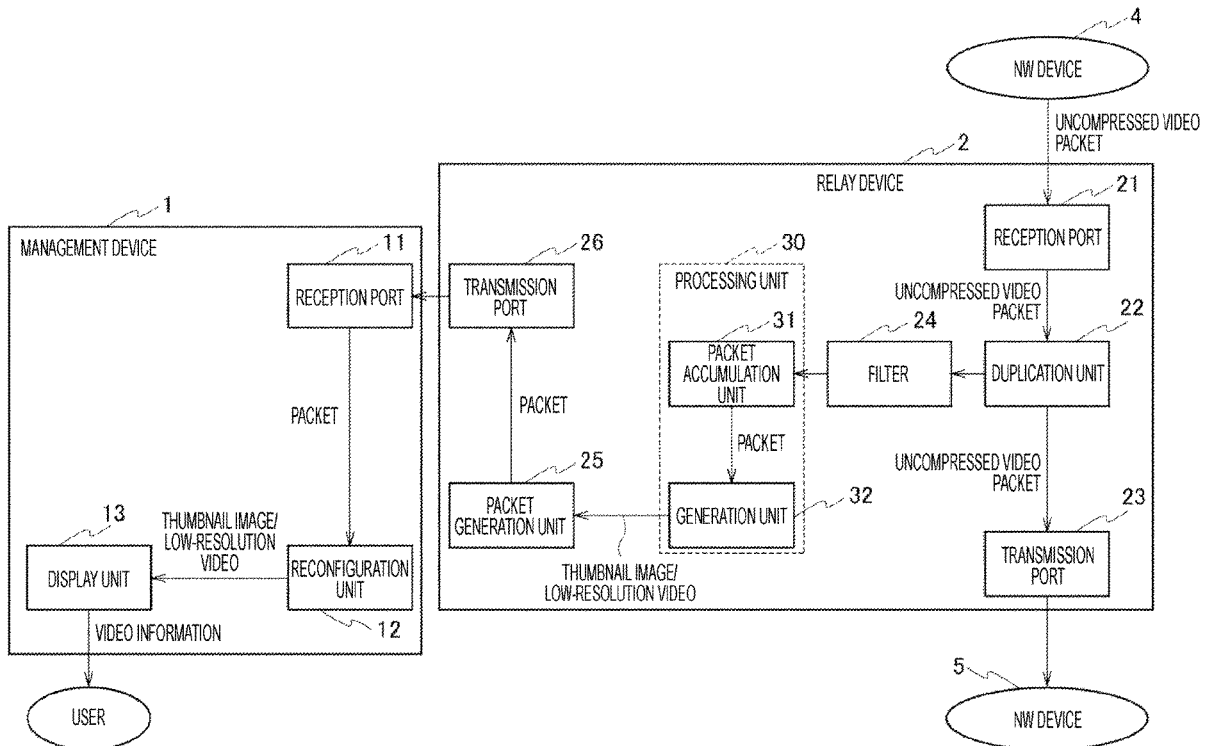 4
NW DEVICE
UNCOMPRESSED VIDEO
PACKET
2
RELAY DEVICE
21
RECEPTION PORT
1
MANAGEMENT DEVICE
11
RECEPTION PORT
26
TRANSMISSION
PORT
30
PROCESSING UNIT
UNCOMPRESSED VIDEO
PACKET
31
PACKET
ACCUMULATION
UNIT
24
FILTER
22
DUPLICATION UNIT
PACKET
PACKET
PACKET
UNCOMPRESSED VIDEO
PACKET
25
PACKET
GENERATION UNIT
GENERATION UNIT
32
23
TRANSMISSION
PORT
13
DISPLAY UNIT
THUMBNAIL IMAGE/
LOW-RESOLUTION
VIDEO
RECONFIGURATION
UNIT
12
THUMBNAIL IMAGE/
LOW-RESOLUTION VIDEO
VIDEO INFORMATION
USER
5
NW DEVICE